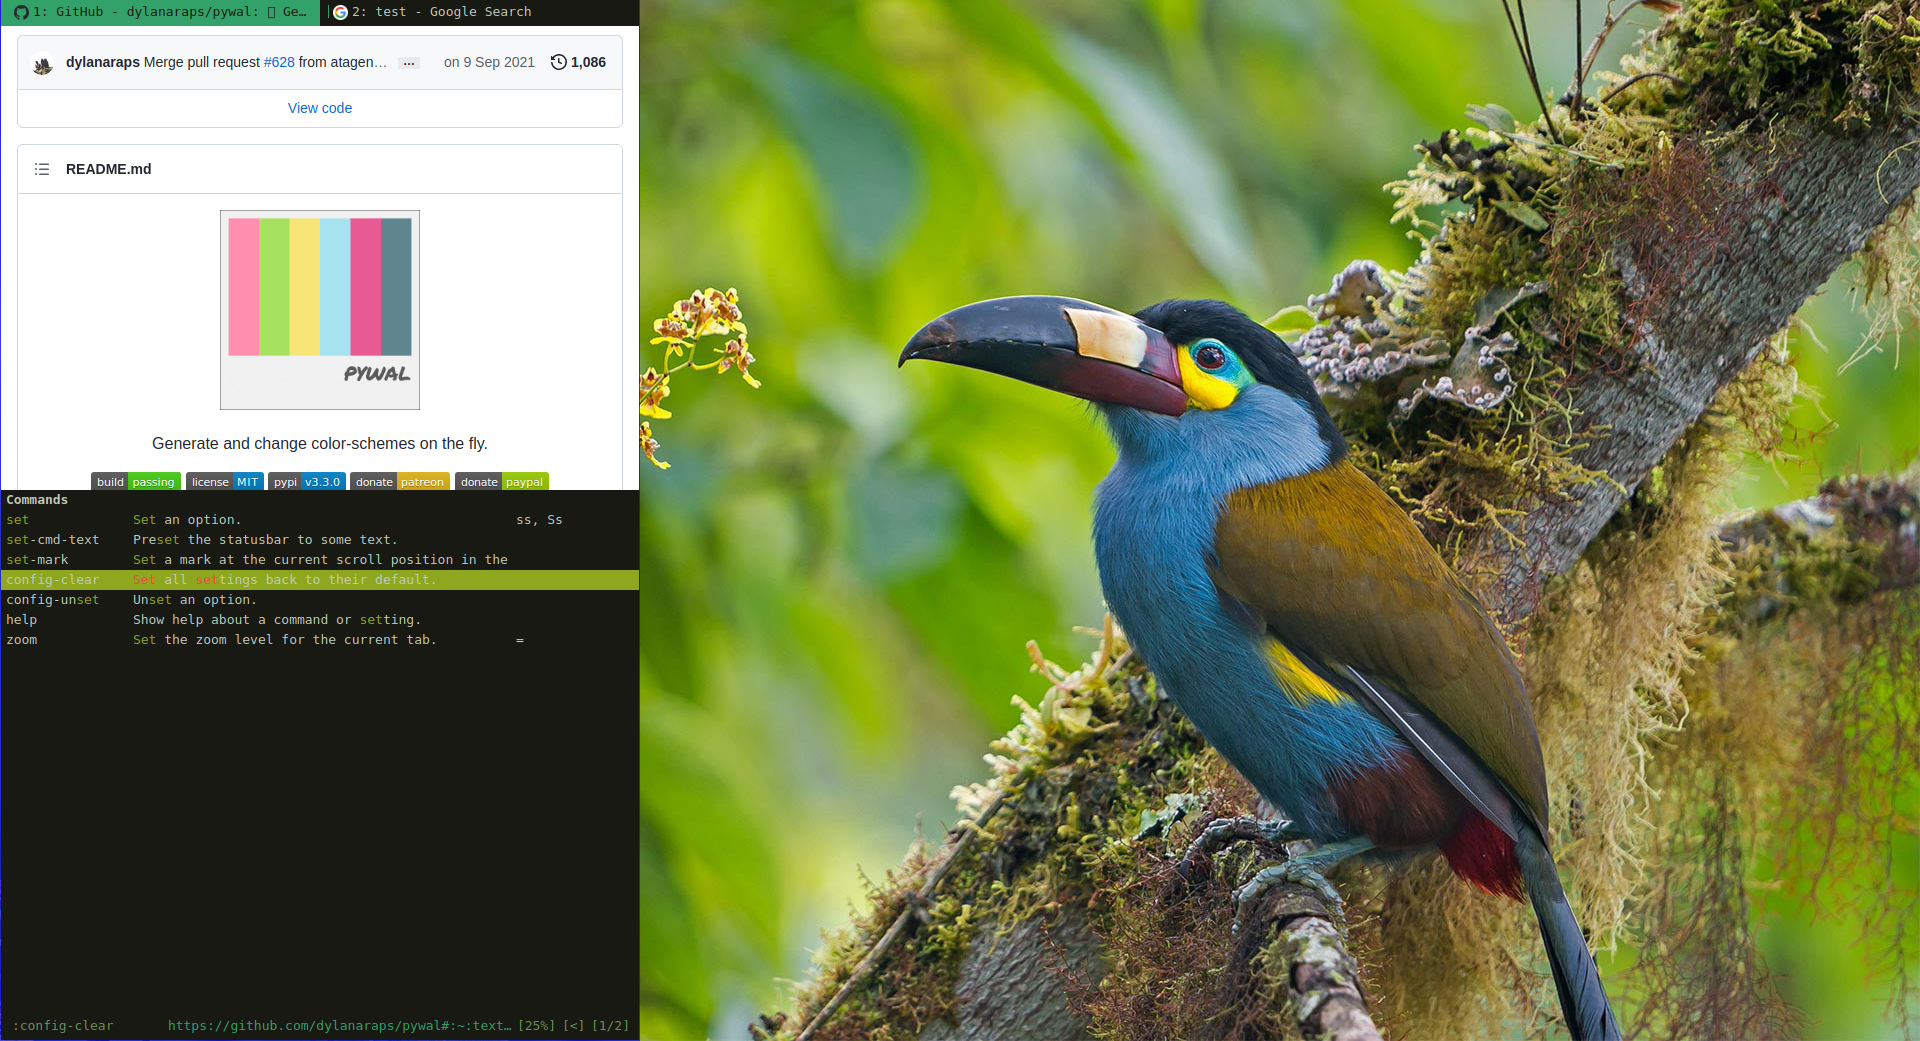 1: GitHub - dylanaraps/pywal: Ge…
2: test - Google Search
dylanaraps Merge pull request #628 from atagen… ... on 9 Sep 2021 1,086
View code
README.md
PYWAL
Generate and change color-schemes on the fly.
build passing license MIT pypi v3.3.0 donate patreon donate paypal
Commands
set Set an option. ss, Ss
set-cmd-text Preset the statusbar to some text.
set-mark Set a mark at the current scroll position in the
config-clear Set all settings back to their default.
config-unset Unset an option.
help Show help about a command or setting.
zoom Set the zoom level for the current tab. =
:config-clear https://github.com/dylanaraps/pywal#:~:text… [25%] [<] [1/2]